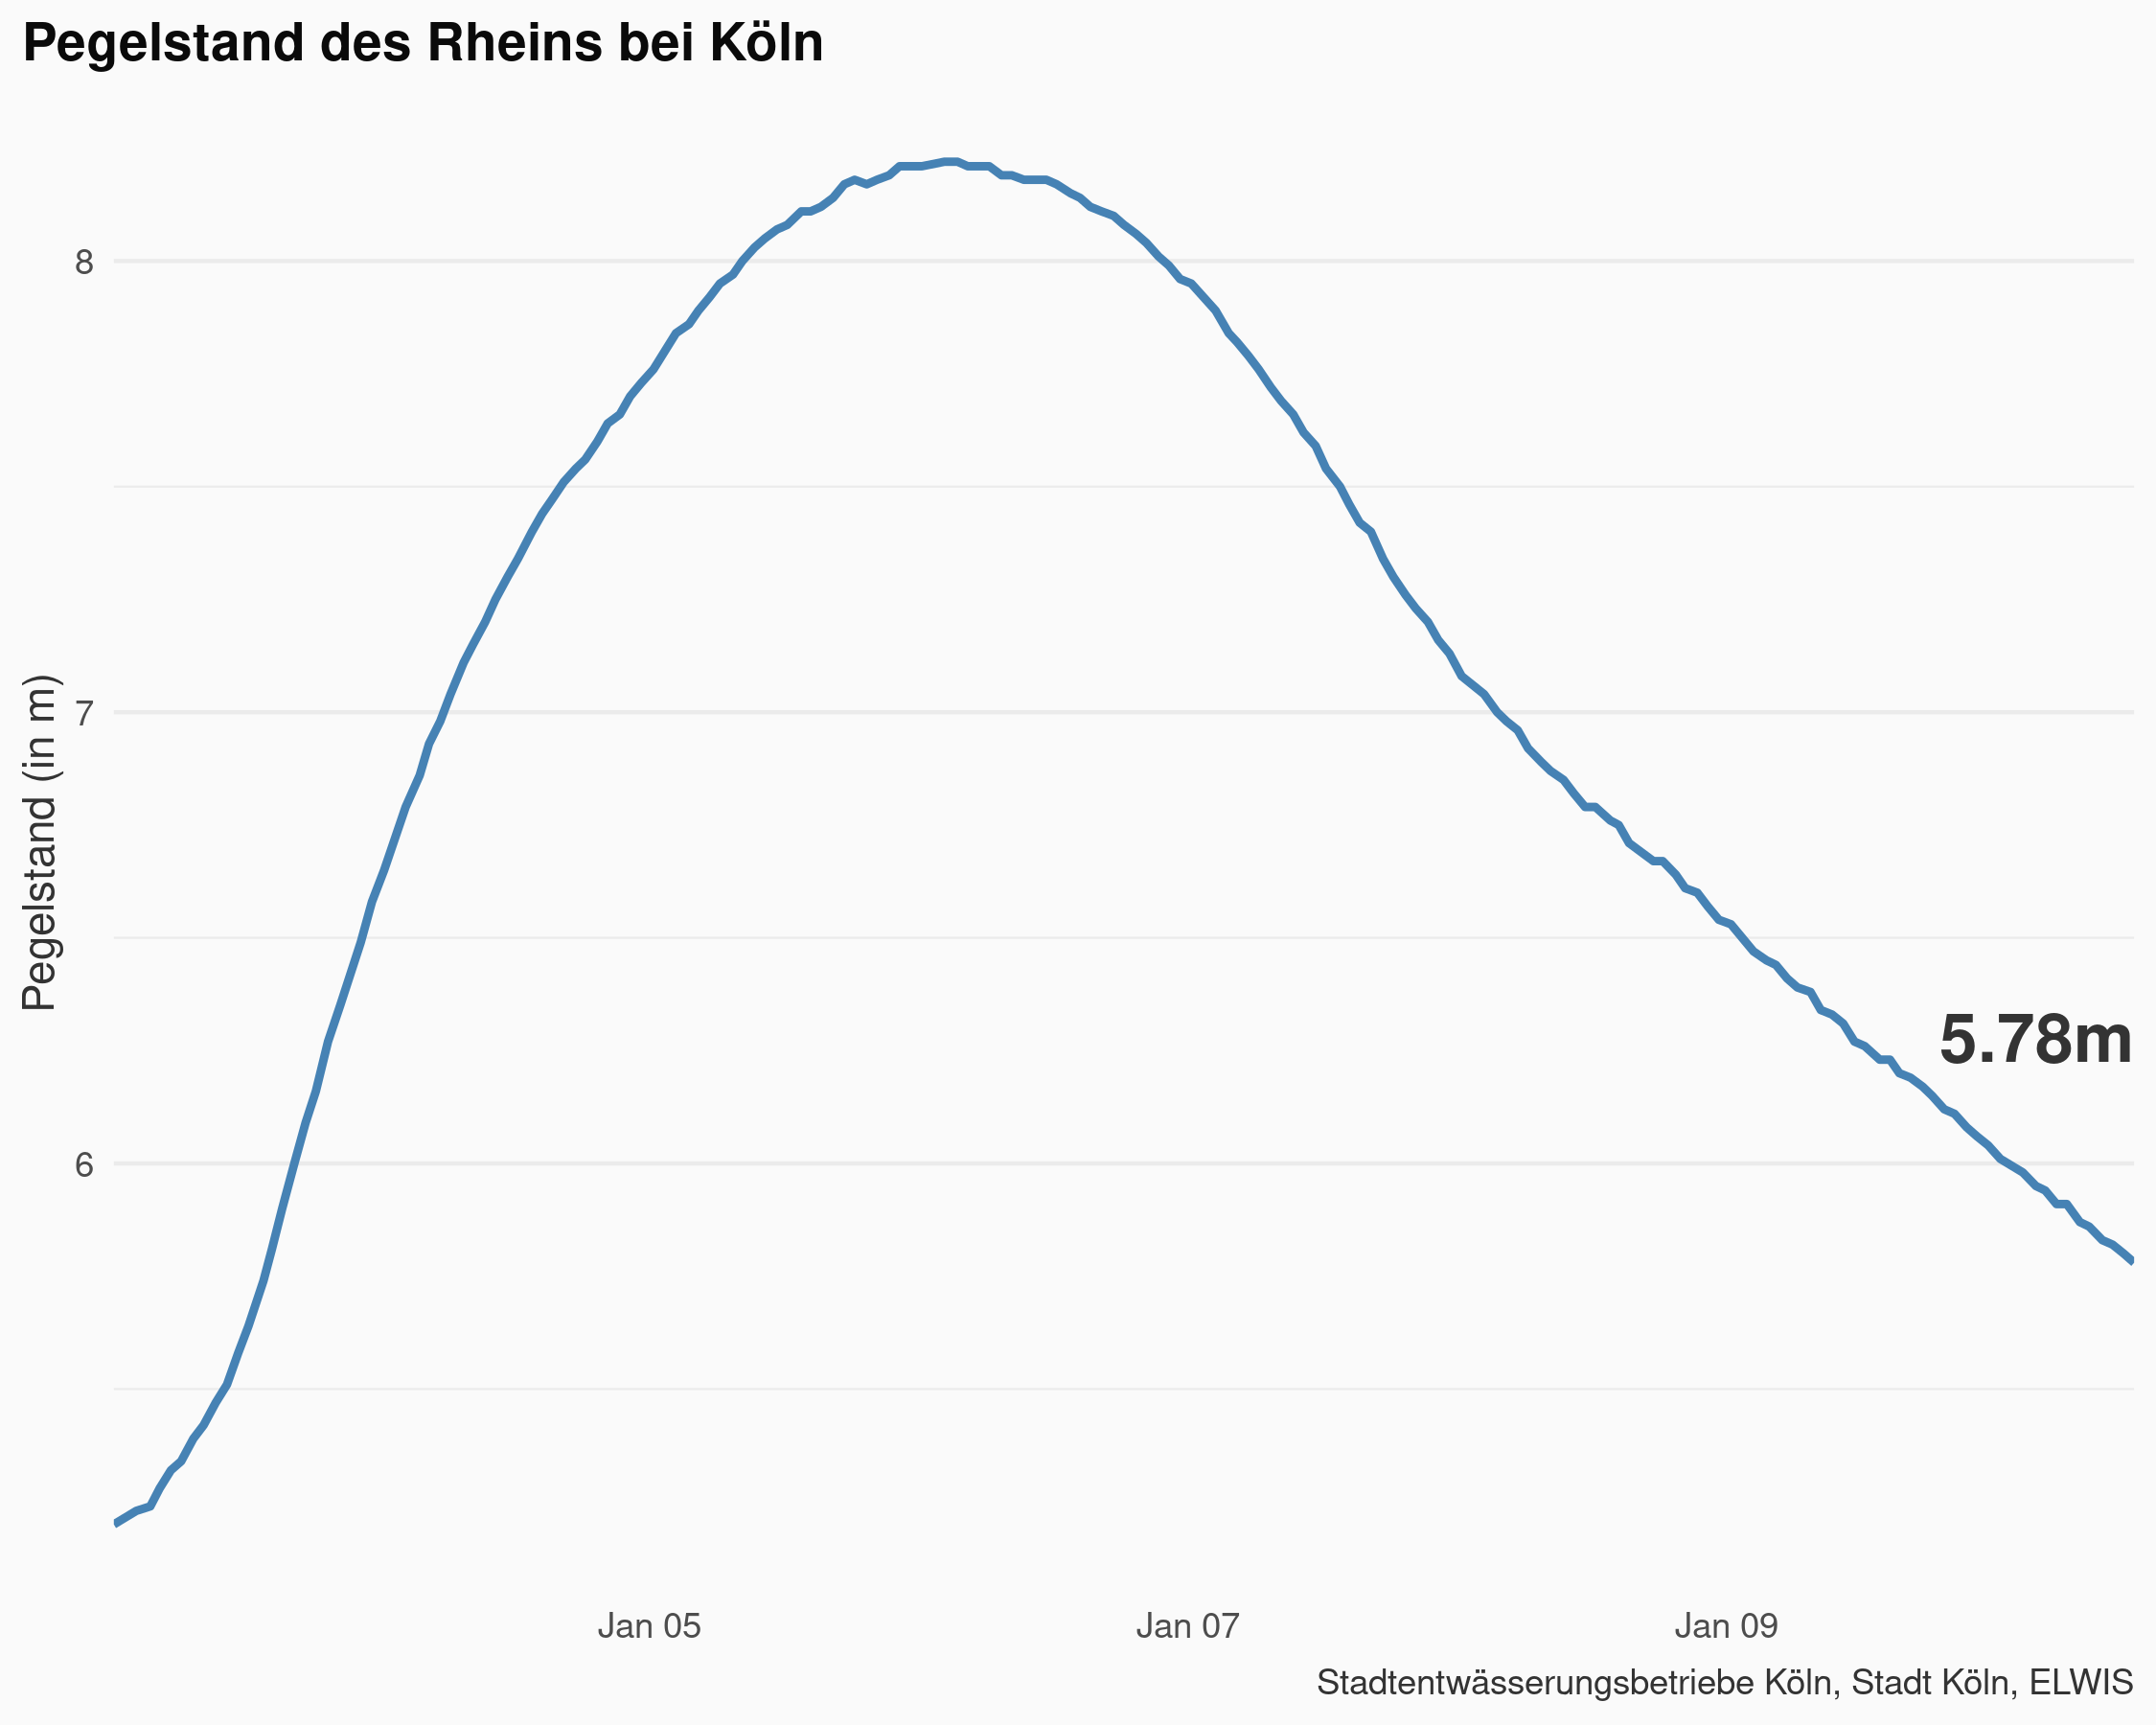 Pegelstand des Rheins bei Köln
Pegelstand (in m)
8
7
6
5.78m
Jan 05
Jan 07
Jan 09
Stadtentwässerungsbetriebe Köln, Stadt Köln, ELWIS